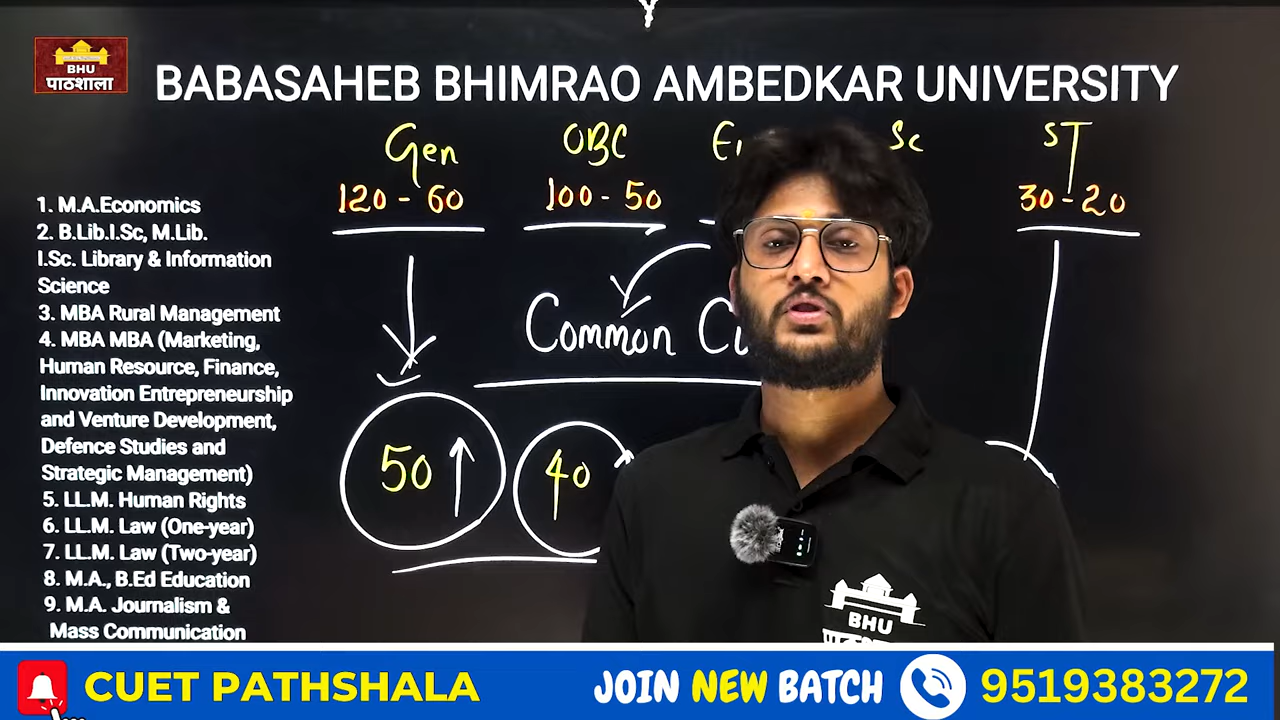 BHU
पाठशाला
BABASAHEB BHIMRAO AMBEDKAR UNIVERSITY
Gen OBC Sc ST
120 - 60 100 - 50 30 - 20
1. M.A.Economics
2. B.Lib.I.Sc, M.Lib.
I.Sc. Library & Information
Science
3. MBA Rural Management
4. MBA MBA (Marketing,
Human Resource, Finance,
Innovation Entrepreneurship
and Venture Development,
Defence Studies and
Strategic Management)
5. LL.M. Human Rights
6. LL.M. Law (One-year)
7. LL.M. Law (Two-year)
8. M.A., B.Ed Education
9. M.A. Journalism &
Mass Communication
Common
50 40
BHU
CUET PATHSHALA JOIN NEW BATCH 9519383272